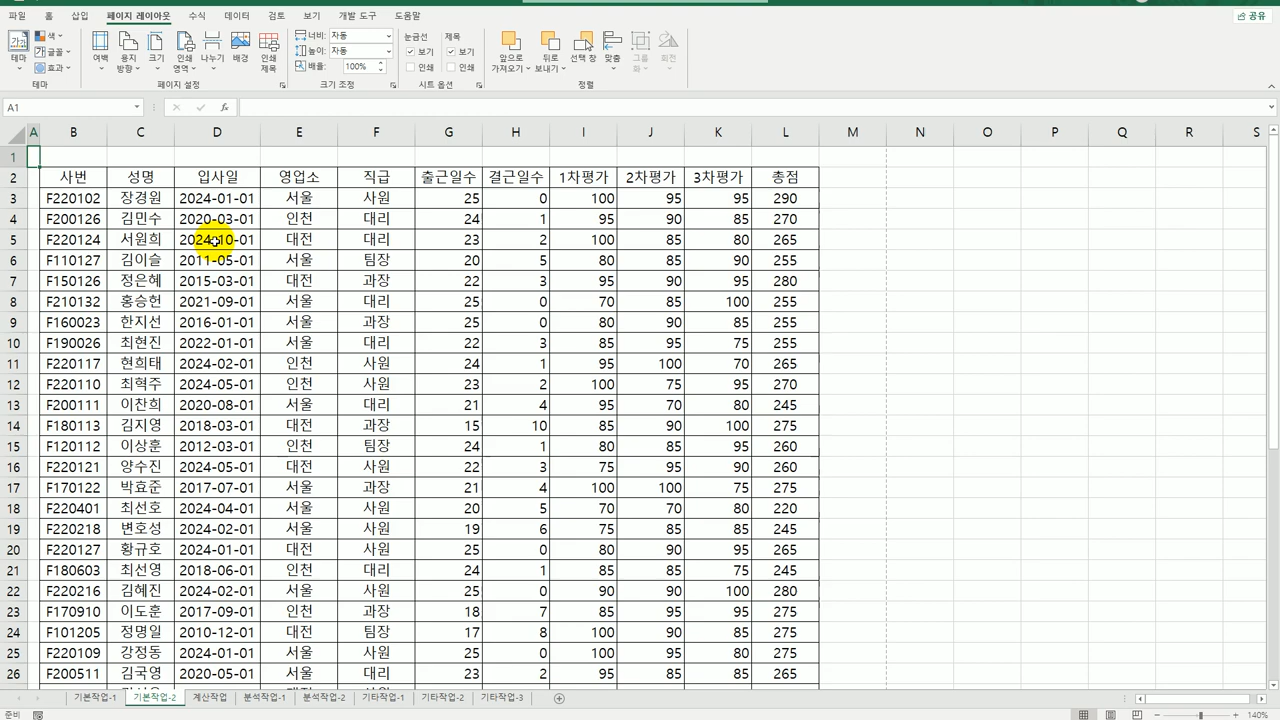 파일 홈 삽입 페이지 레이아웃 수식 데이터 검토 보기 개발 도구 도움말 공유
색 너비: 자동 눈금선 제목
글꼴 높이: 자동 보기 보기
테마 효과 여백 용지 방향 크기 인쇄 영역 나누기 배경 인쇄 제목 배율: 100% 인쇄 인쇄 앞으로 가져오기 뒤로 보내기 선택 창 맞춤 그룹화 회전
테마 페이지 설정 크기 조정 시트 옵션 정렬
A1 fx
A B C D E F G H I J K L M N O P Q R S
1
2 사번 성명 입사일 영업소 직급 출근일수 결근일수 1차평가 2차평가 3차평가 총점
3 F220102 장경원 2024-01-01 서울 사원 25 0 100 95 95 290
4 F200126 김민수 2020-03-01 인천 대리 24 1 95 90 85 270
5 F220124 서원희 2024-10-01 대전 대리 23 2 100 85 80 265
6 F110127 김이슬 2011-05-01 서울 팀장 20 5 80 85 90 255
7 F150126 정은혜 2015-03-01 대전 과장 22 3 95 90 95 280
8 F210132 홍승헌 2021-09-01 서울 대리 25 0 70 85 100 255
9 F160023 한지선 2016-01-01 서울 과장 25 0 80 90 85 255
10 F190026 최현진 2022-01-01 서울 대리 22 3 85 95 75 255
11 F220117 현희태 2024-02-01 인천 사원 24 1 95 100 70 265
12 F220110 최혁주 2024-05-01 인천 사원 23 2 100 75 95 270
13 F200111 이찬희 2020-08-01 서울 대리 21 4 95 70 80 245
14 F180113 김지영 2018-03-01 대전 과장 15 10 85 90 100 275
15 F120112 이상훈 2012-03-01 인천 팀장 24 1 80 85 95 260
16 F220121 양수진 2024-05-01 대전 사원 22 3 75 95 90 260
17 F170122 박효준 2017-07-01 서울 과장 21 4 100 100 75 275
18 F220401 최선호 2024-04-01 서울 사원 20 5 70 70 80 220
19 F220218 변호성 2024-02-01 서울 사원 19 6 75 85 85 245
20 F220127 황규호 2024-01-01 대전 사원 25 0 80 90 95 265
21 F180603 최선영 2018-06-01 인천 대리 24 1 85 85 75 245
22 F220216 김혜진 2024-02-01 서울 사원 25 0 90 90 100 280
23 F170910 이도훈 2017-09-01 인천 과장 18 7 85 95 95 275
24 F101205 정명일 2010-12-01 대전 팀장 17 8 100 90 85 275
25 F220109 강정동 2024-01-01 서울 사원 25 0 100 95 80 275
26 F200511 김국영 2020-05-01 서울 대리 23 2 95 85 85 265
기본작업-1 기본작업-2 계산작업 분석작업-1 분석작업-2 기타작업-1 기타작업-2 기타작업-3
준비 140%